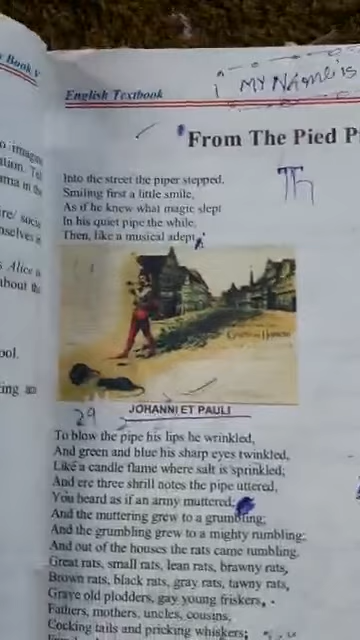 Book V
English Textbook
MY NAme is
From The Pied
Into the street the piper stepped,
Smiling first a little smile,
As if he knew what magic slept
In his quiet pipe the while,
Then, like a musical adept,
JOHANNI ET PAULI
29
To blow the pipe his lips he wrinkled,
And green and blue his sharp eyes twinkled,
Like a candle flame where salt is sprinkled;
And ere three shrill notes the pipe uttered,
You heard as if an army muttered;
And the muttering grew to a grumbling;
And the grumbling grew to a mighty rumbling;
And out of the houses the rats came tumbling.
Great rats, small rats, lean rats, brawny rats,
Brown rats, black rats, gray rats, tawny rats,
Grave old plodders, gay young friskers,
Fathers, mothers, uncles, cousins,
Cocking tails and pricking whiskers;